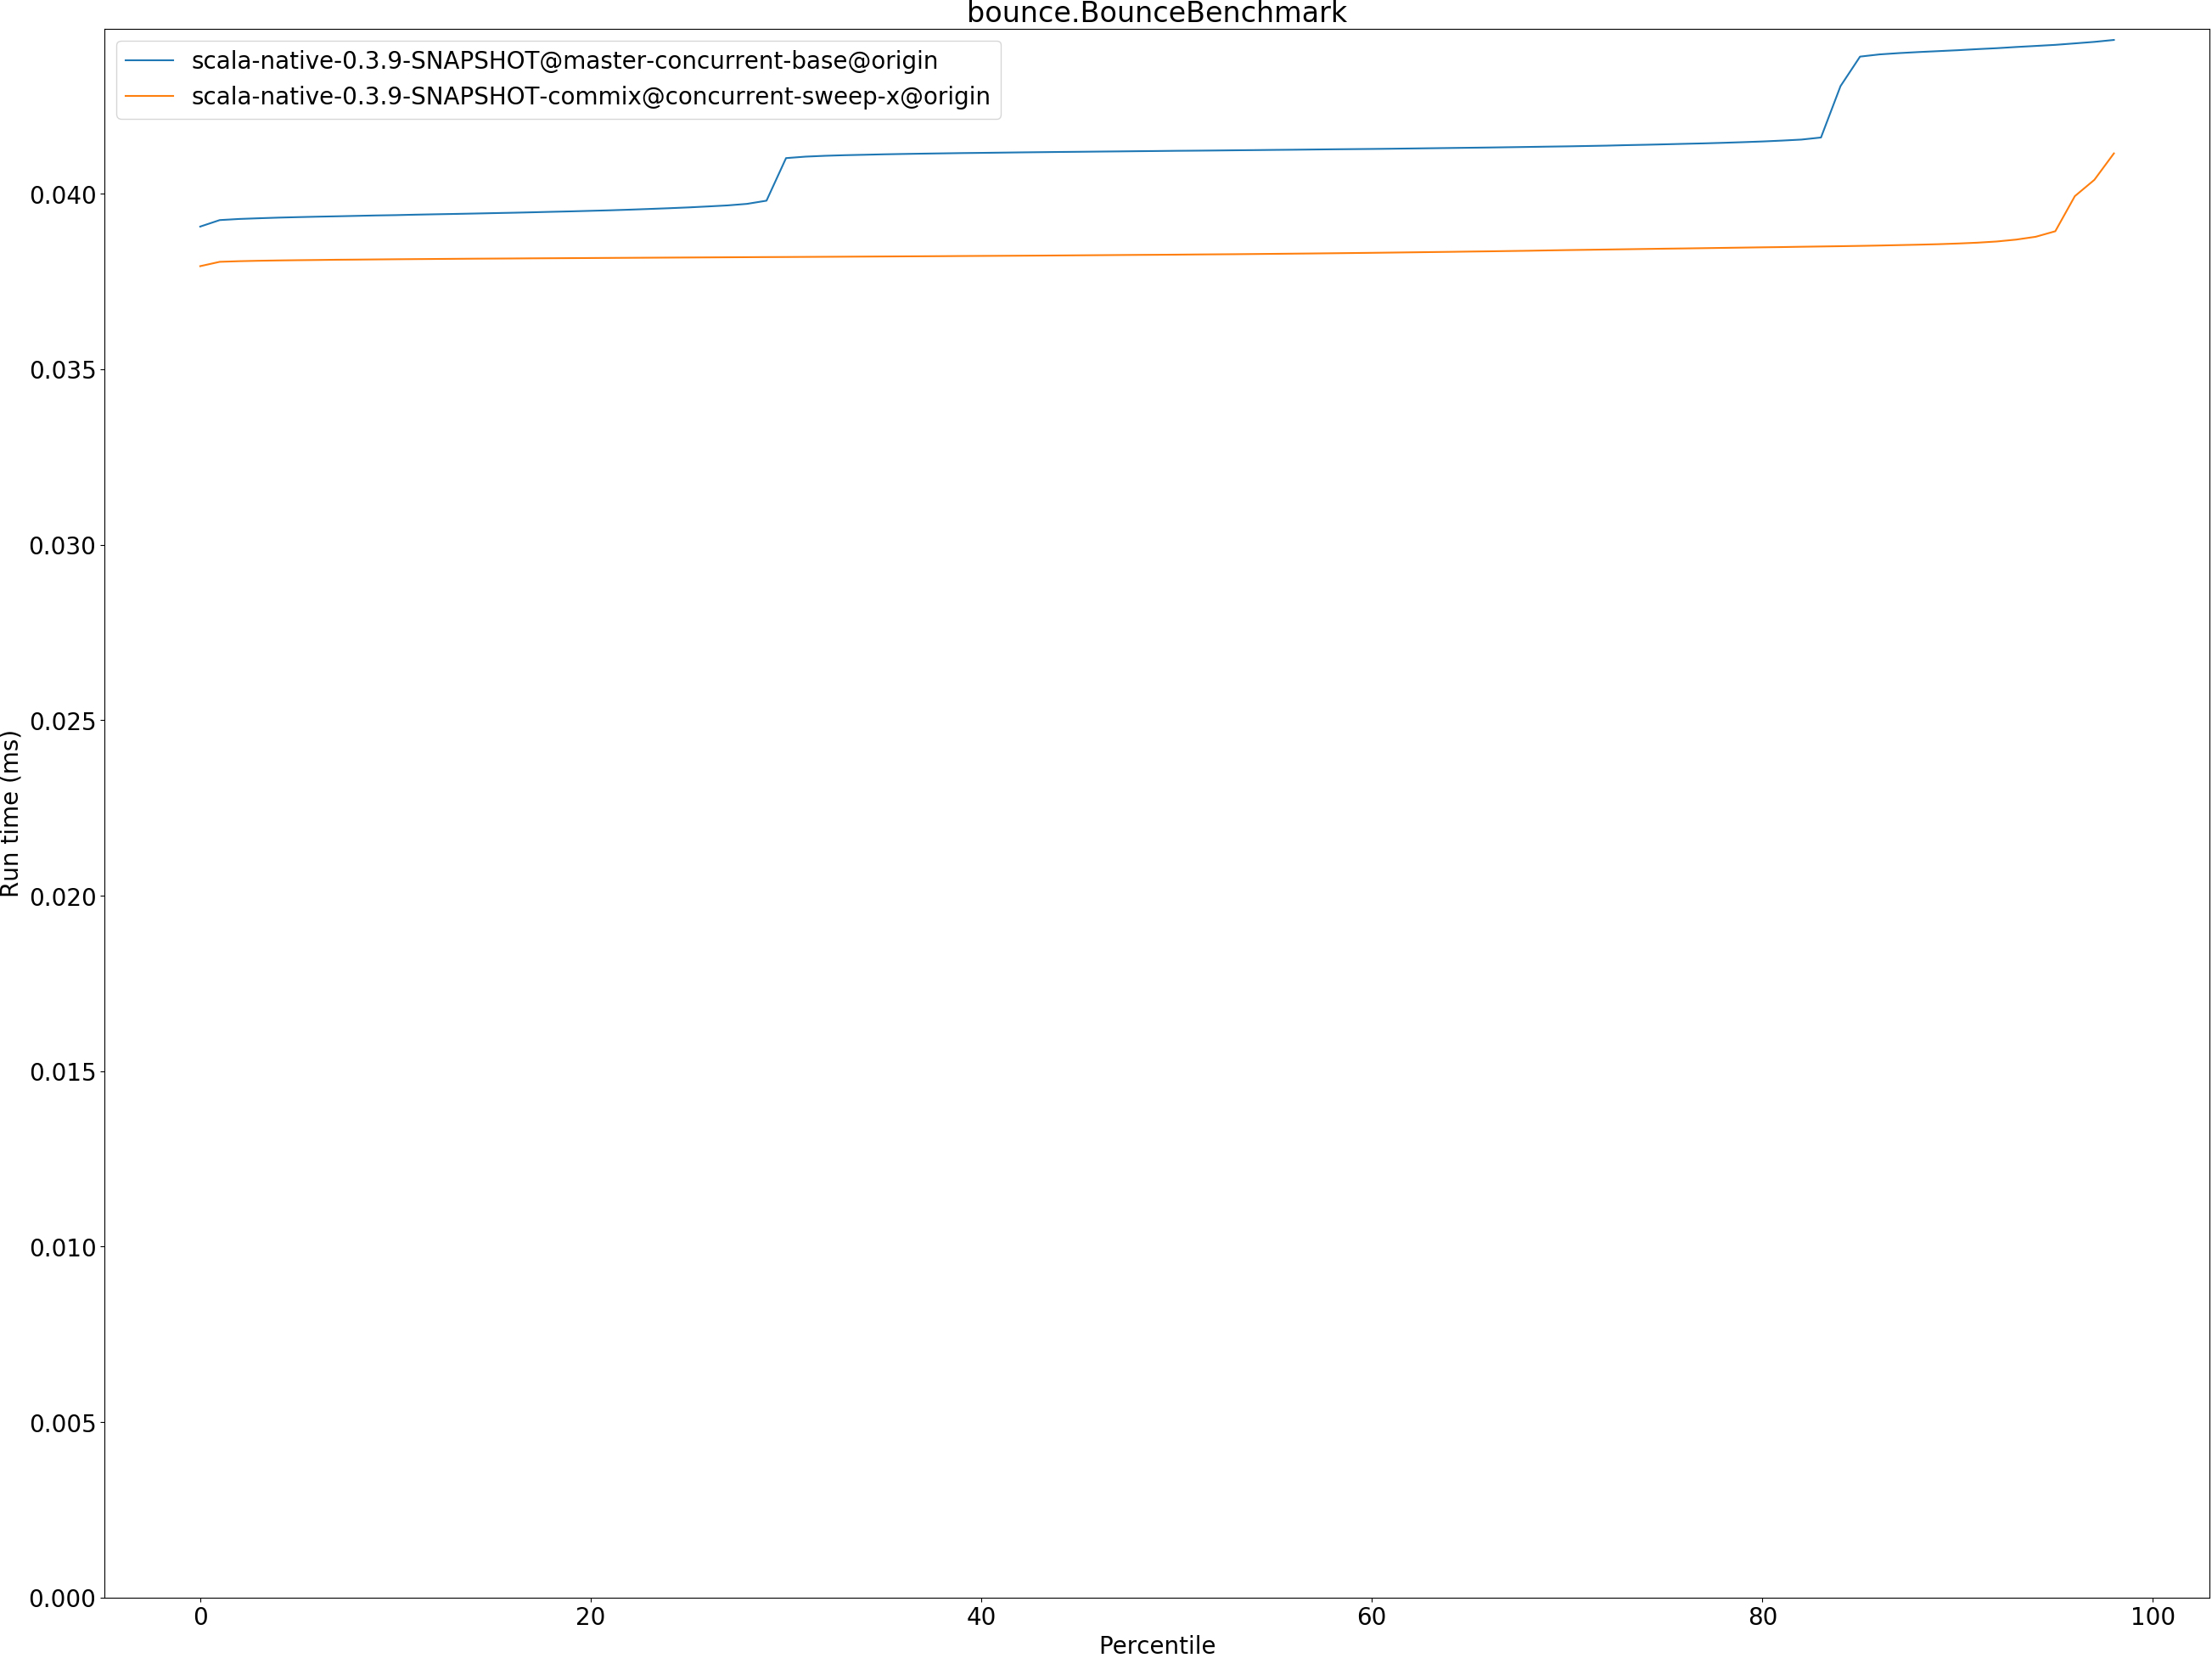 bounce.BounceBenchmark
scala-native-0.3.9-SNAPSHOT@master-concurrent-base@origin
scala-native-0.3.9-SNAPSHOT-commix@concurrent-sweep-x@origin
0.040
0.035
0.030
0.025
0.020
0.015
0.010
0.005
0.000
Run time (ms)
0 20 40 60 80 100
Percentile